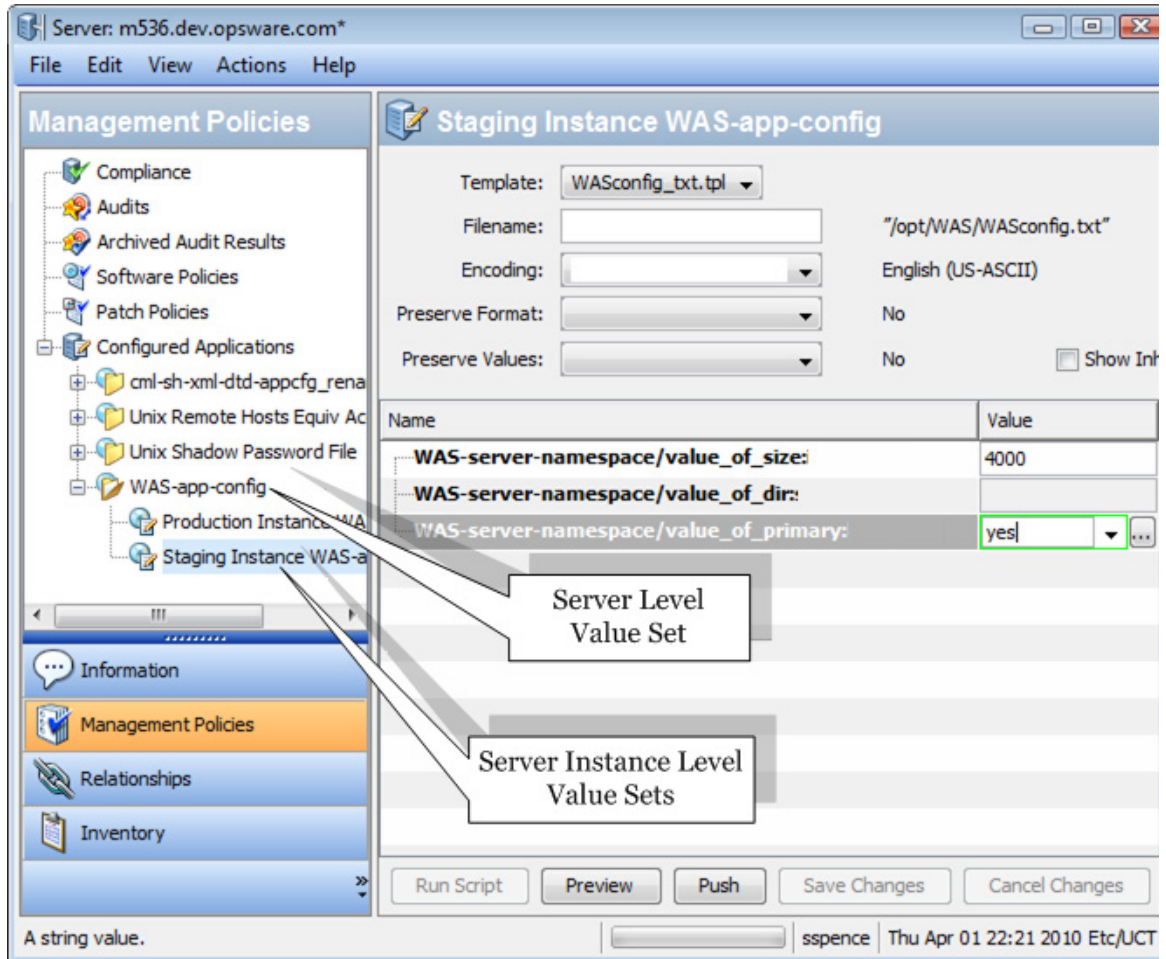 Server: m536.dev.opsware.com*
File Edit View Actions Help
Management Policies
Compliance
Audits
Archived Audit Results
Software Policies
Patch Policies
Configured Applications
cml-sh-xml-dtd-appcfg_rena
Unix Remote Hosts Equiv Ac
Unix Shadow Password File
WAS-app-config
Production Instance WA
Staging Instance WAS-a
Information
Management Policies
Relationships
Inventory
Staging Instance WAS-app-config
Template: WASconfig_txt.tpl
Filename: "/opt/WAS/WASconfig.txt"
Encoding: English (US-ASCII)
Preserve Format: No
Preserve Values: No Show Inh
Name Value
WAS-server-namespace/value_of_size: 4000
WAS-server-namespace/value_of_dir:
WAS-server-namespace/value_of_primary: yes
...
Server Level
Value Set
Server Instance Level
Value Sets
Run Script Preview Push Save Changes Cancel Changes
A string value. sspence Thu Apr 01 22:21 2010 Etc/UCT